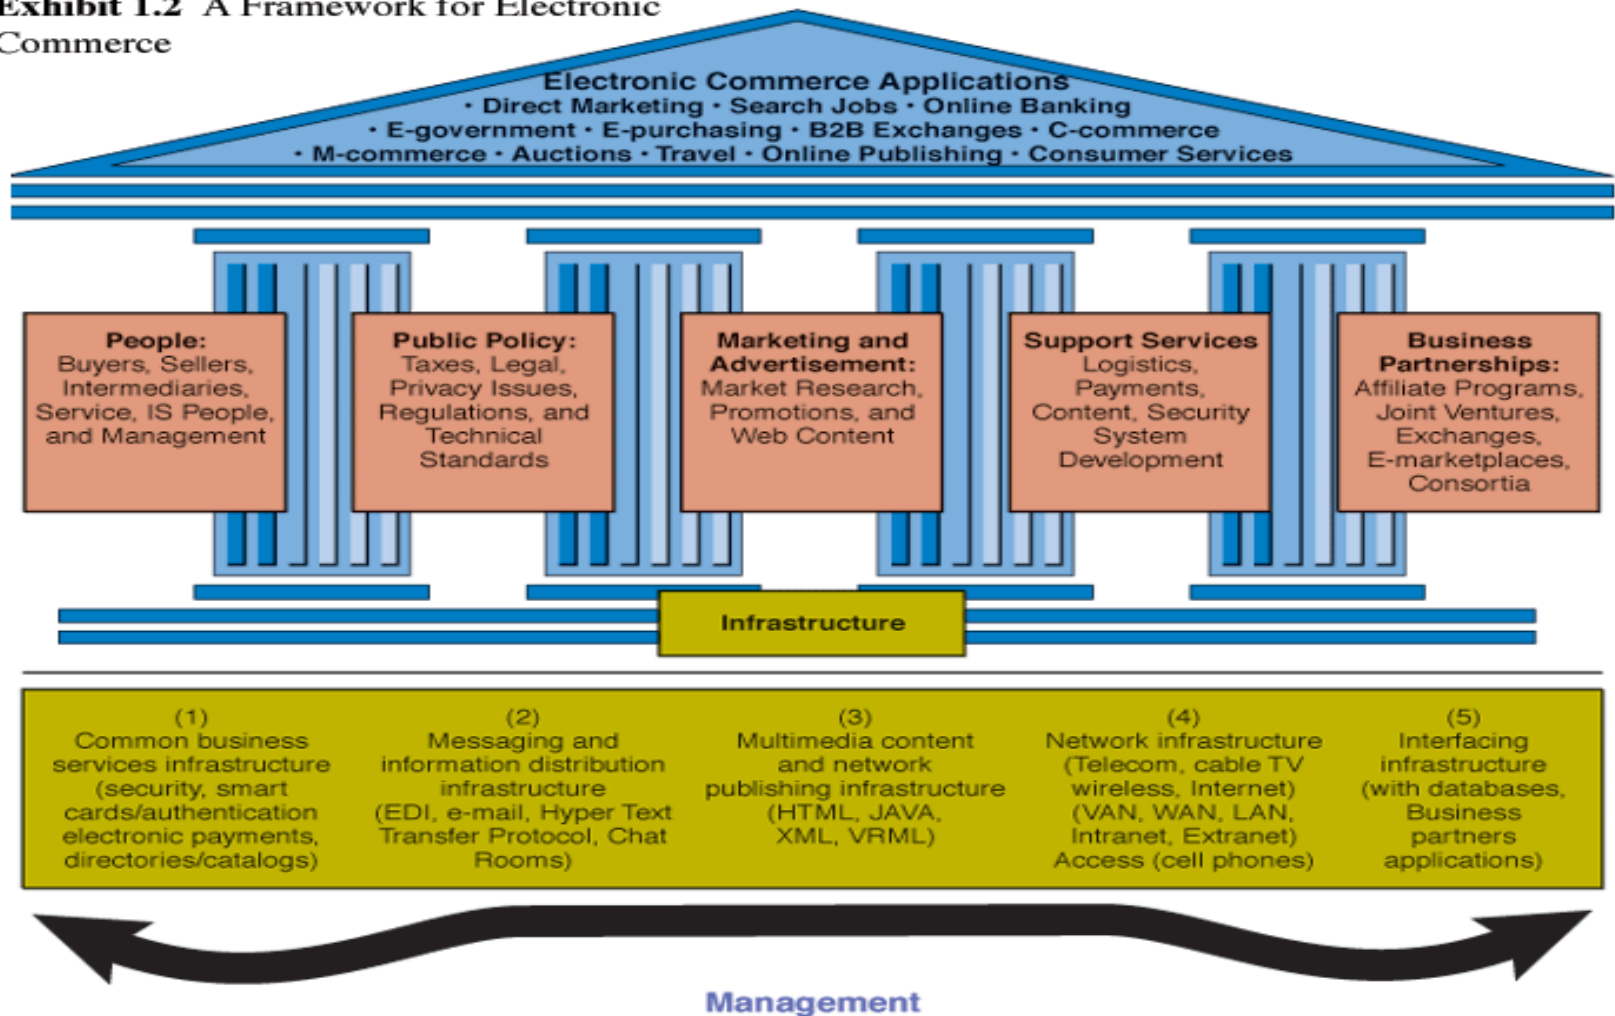 Exhibit 1.2 A Framework for Electronic
Commerce
Electronic Commerce Applications
• Direct Marketing • Search Jobs • Online Banking
• E-government • E-purchasing • B2B Exchanges • C-commerce
• M-commerce • Auctions • Travel • Online Publishing • Consumer Services
People:
Buyers, Sellers,
Intermediaries,
Service, IS People,
and Management
Public Policy:
Taxes, Legal,
Privacy Issues,
Regulations, and
Technical
Standards
Marketing and
Advertisement:
Market Research,
Promotions, and
Web Content
Support Services
Logistics,
Payments,
Content, Security
System
Development
Business
Partnerships:
Affiliate Programs,
Joint Ventures,
Exchanges,
E-marketplaces,
Consortia
Infrastructure
(1)
Common business
services infrastructure
(security, smart
cards/authentication
electronic payments,
directories/catalogs)
(2)
Messaging and
information distribution
infrastructure
(EDI, e-mail, Hyper Text
Transfer Protocol, Chat
Rooms)
(3)
Multimedia content
and network
publishing infrastructure
(HTML, JAVA,
XML, VRML)
(4)
Network infrastructure
(Telecom, cable TV
wireless, Internet)
(VAN, WAN, LAN,
Intranet, Extranet)
Access (cell phones)
(5)
Interfacing
infrastructure
(with databases,
Business
partners
applications)
Management